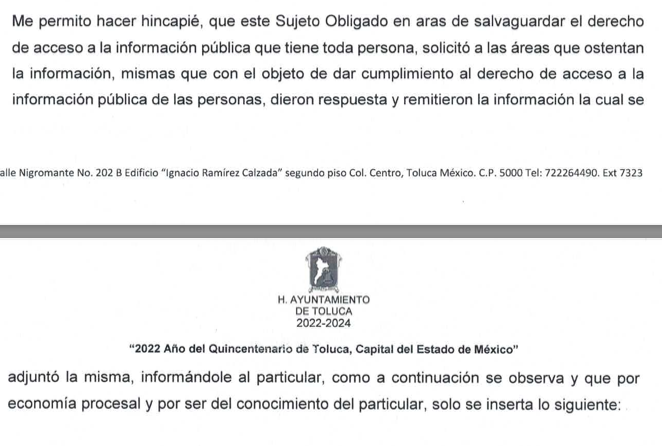 Me permito hacer hincapié, que este Sujeto Obligado en aras de salvaguardar el derecho
de acceso a la información pública que tiene toda persona, solicitó a las áreas que ostentan
la información, mismas que con el objeto de dar cumplimiento al derecho de acceso a la
información pública de las personas, dieron respuesta y remitieron la información la cual se
alle Nigromante No. 202 B Edificio "Ignacio Ramírez Calzada" segundo piso Col. Centro, Toluca México. C.P. 5000 Tel: 722264490. Ext 7323
H. AYUNTAMIENTO
DE TOLUCA
2022-2024
“2022 Año del Quincentenario de Toluca, Capital del Estado de México”
adjuntó la misma, informándole al particular, como a continuación se observa y que por
economía procesal y por ser del conocimiento del particular, solo se inserta lo siguiente: